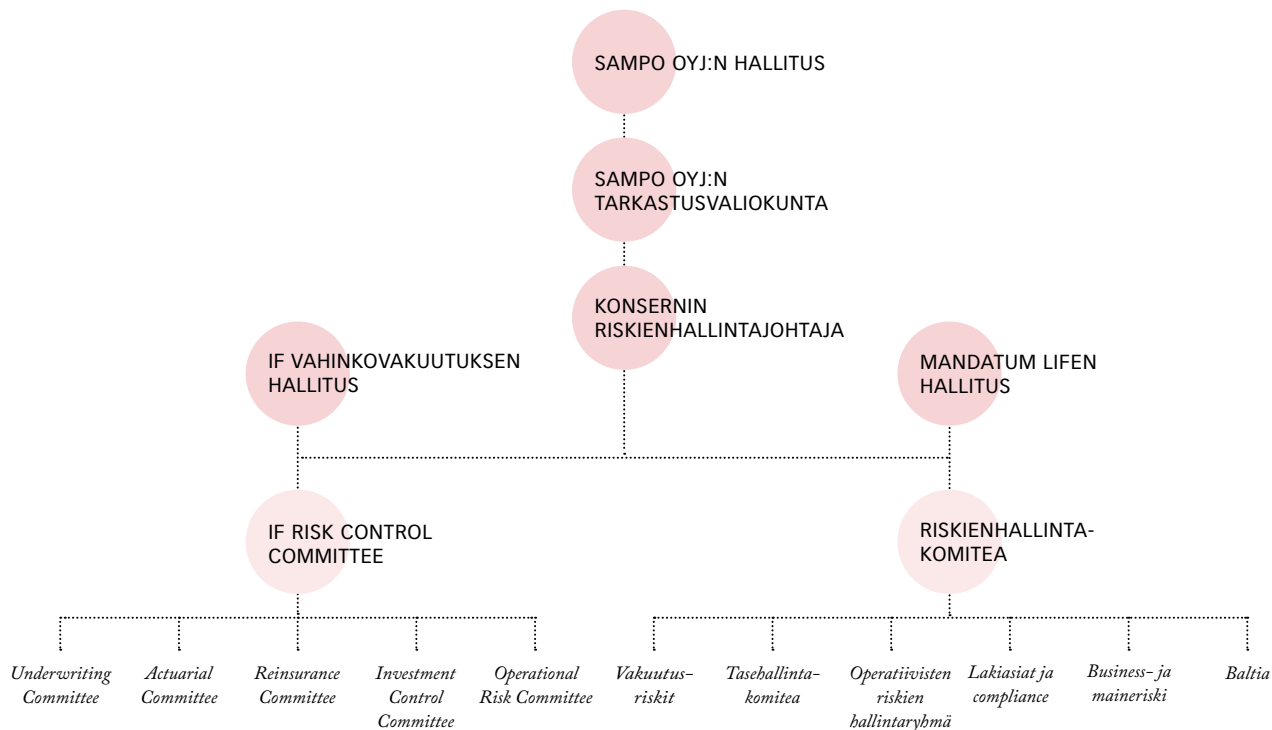 SAMPO OYJ:N HALLITUS
SAMPO OYJ:N
TARKASTUSVALIOKUNTA
KONSERNIN
RISKIENHALLINTAJOHTAJA
IF VAHINKOVAKUUTUKSEN
HALLITUS
MANDATUM LIFEN
HALLITUS
IF RISK CONTROL
COMMITTEE
RISKIENHALLINTA-
KOMITEA
Underwriting
Committee
Actuarial
Committee
Reinsurance
Committee
Investment
Control
Committee
Operational
Risk Committee
Vakuutus-
riskit
Tasehallinta-
komitea
Operatiivisten
riskien
hallintaryhmä
Lakiasiat ja
compliance
Business- ja
maineriski
Baltia